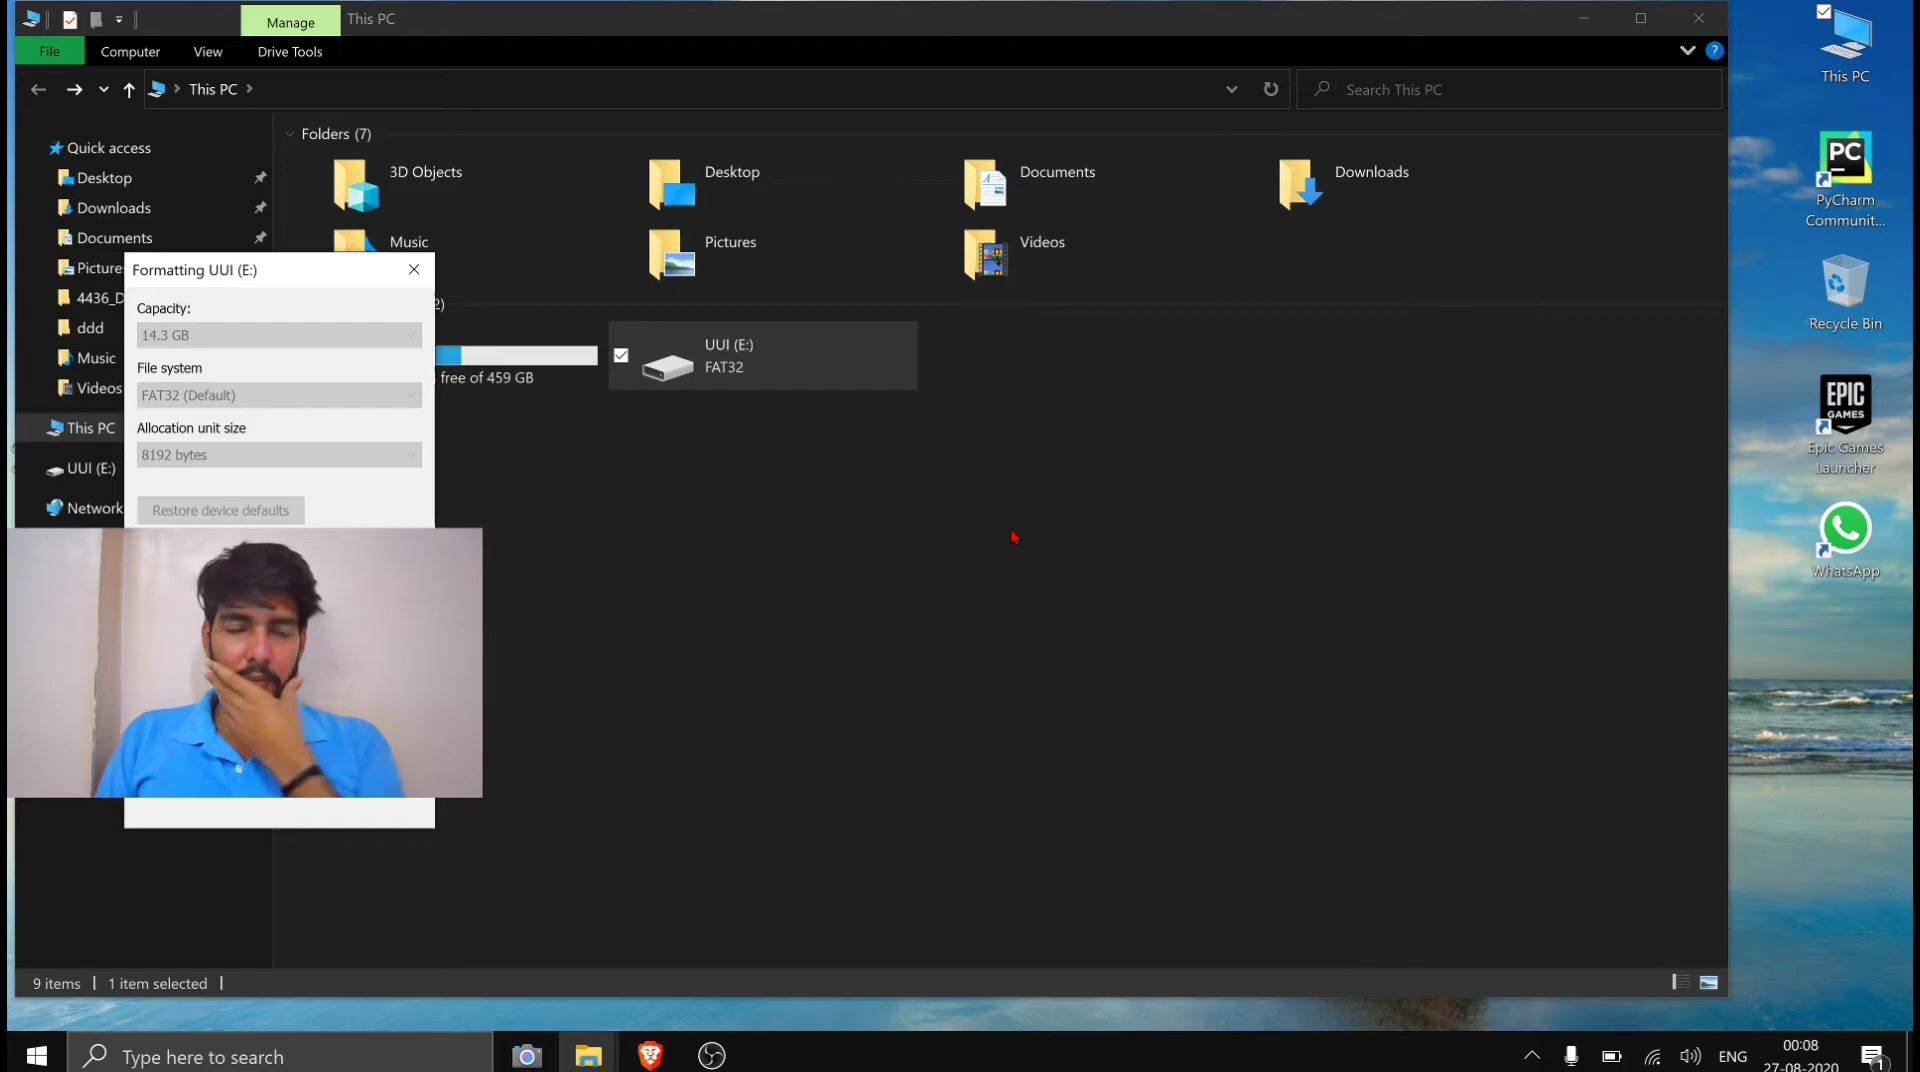 Manage
This PC
File
Computer
View
Drive Tools
This PC
Search This PC
Quick access
Desktop
Downloads
Documents
4436_D
ddd
Music
Videos
This PC
UUI (E:)
Network
Folders (7)
3D Objects
Desktop
Documents
Downloads
Music
Pictures
Videos
2)
free of 459 GB
UUI (E:)
FAT32
Formatting UUI (E:)
Capacity:
14.3 GB
File system
FAT32 (Default)
Allocation unit size
8192 bytes
Restore device defaults
9 items
1 item selected
This PC
PC
PyCharm
Communit...
Recycle Bin
EPIC
GAMES
Epic Games
Launcher
WhatsApp
Type here to search
ENG
00:08
27-08-2020
1